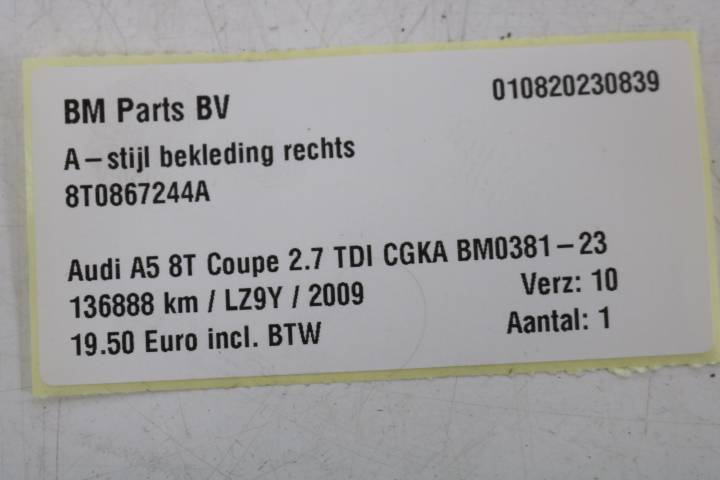 BM Parts BV 010820230839
A-stijl bekleding rechts
8T0867244A
Audi A5 8T Coupe 2.7 TDI CGKA BM0381-23
136888 km / LZ9Y / 2009 Verz: 10
19.50 Euro incl. BTW Aantal: 1